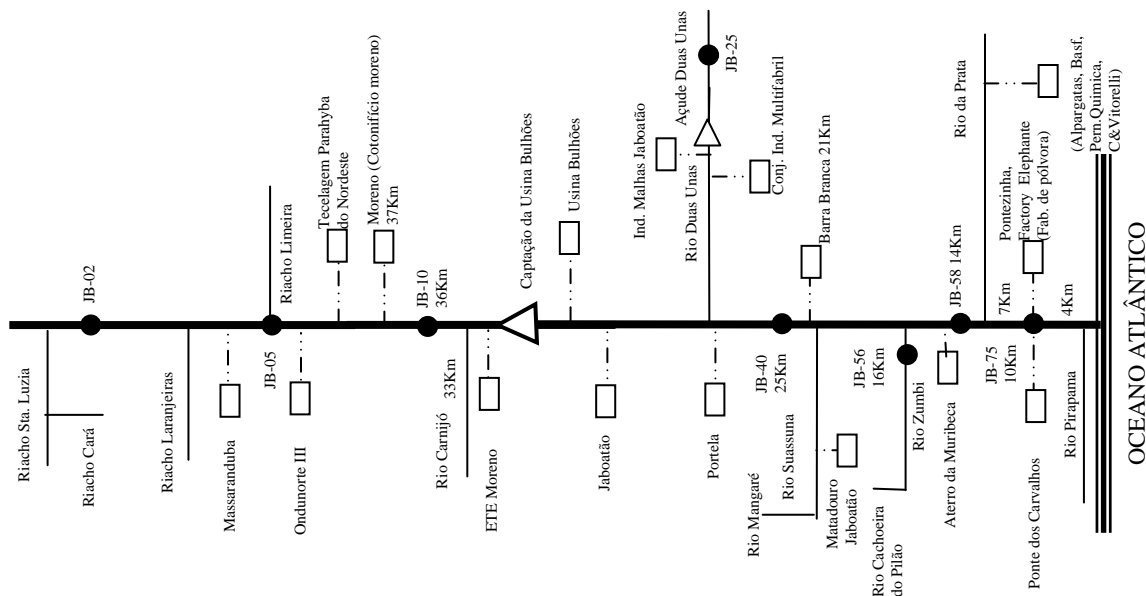 Riacho Sta. Luzia
Riacho Cará
JB-02
Riacho Laranjeiras
Massaranduba
JB-05
Riacho Limeira
Ondunorte III
Tecelagem Parahyba
do Nordeste
Moreno (Cotonifício moreno)
37Km
JB-10
36Km
Rio Carnijó
33Km
ETE Moreno
Captação da Usina Bulhões
Usina Bulhões
Jaboatão
Ind. Malhas Jaboatão
Rio Duas Unas
Açude Duas Unas
JB-25
Conj. Ind. Multifabril
Portela
JB-40
25Km
Barra Branca 21Km
Rio Mangaré
Rio Suassuna
Matadouro
Jaboatão
JB-56
16Km
Rio Zumbi
Rio Cachoeira
do Pilão
Aterro da Muribeca
JB-58 14Km
Rio da Prata
7Km
Pontezinha,
Factory Elephante
(Fab. de pólvora)
JB-75
10Km
Ponte dos Carvalhos
4Km
Rio Pirapama
(Alpargatas, Basf,
Pern.Química,
C&Vitorelli)
OCEANO ATLÂNTICO